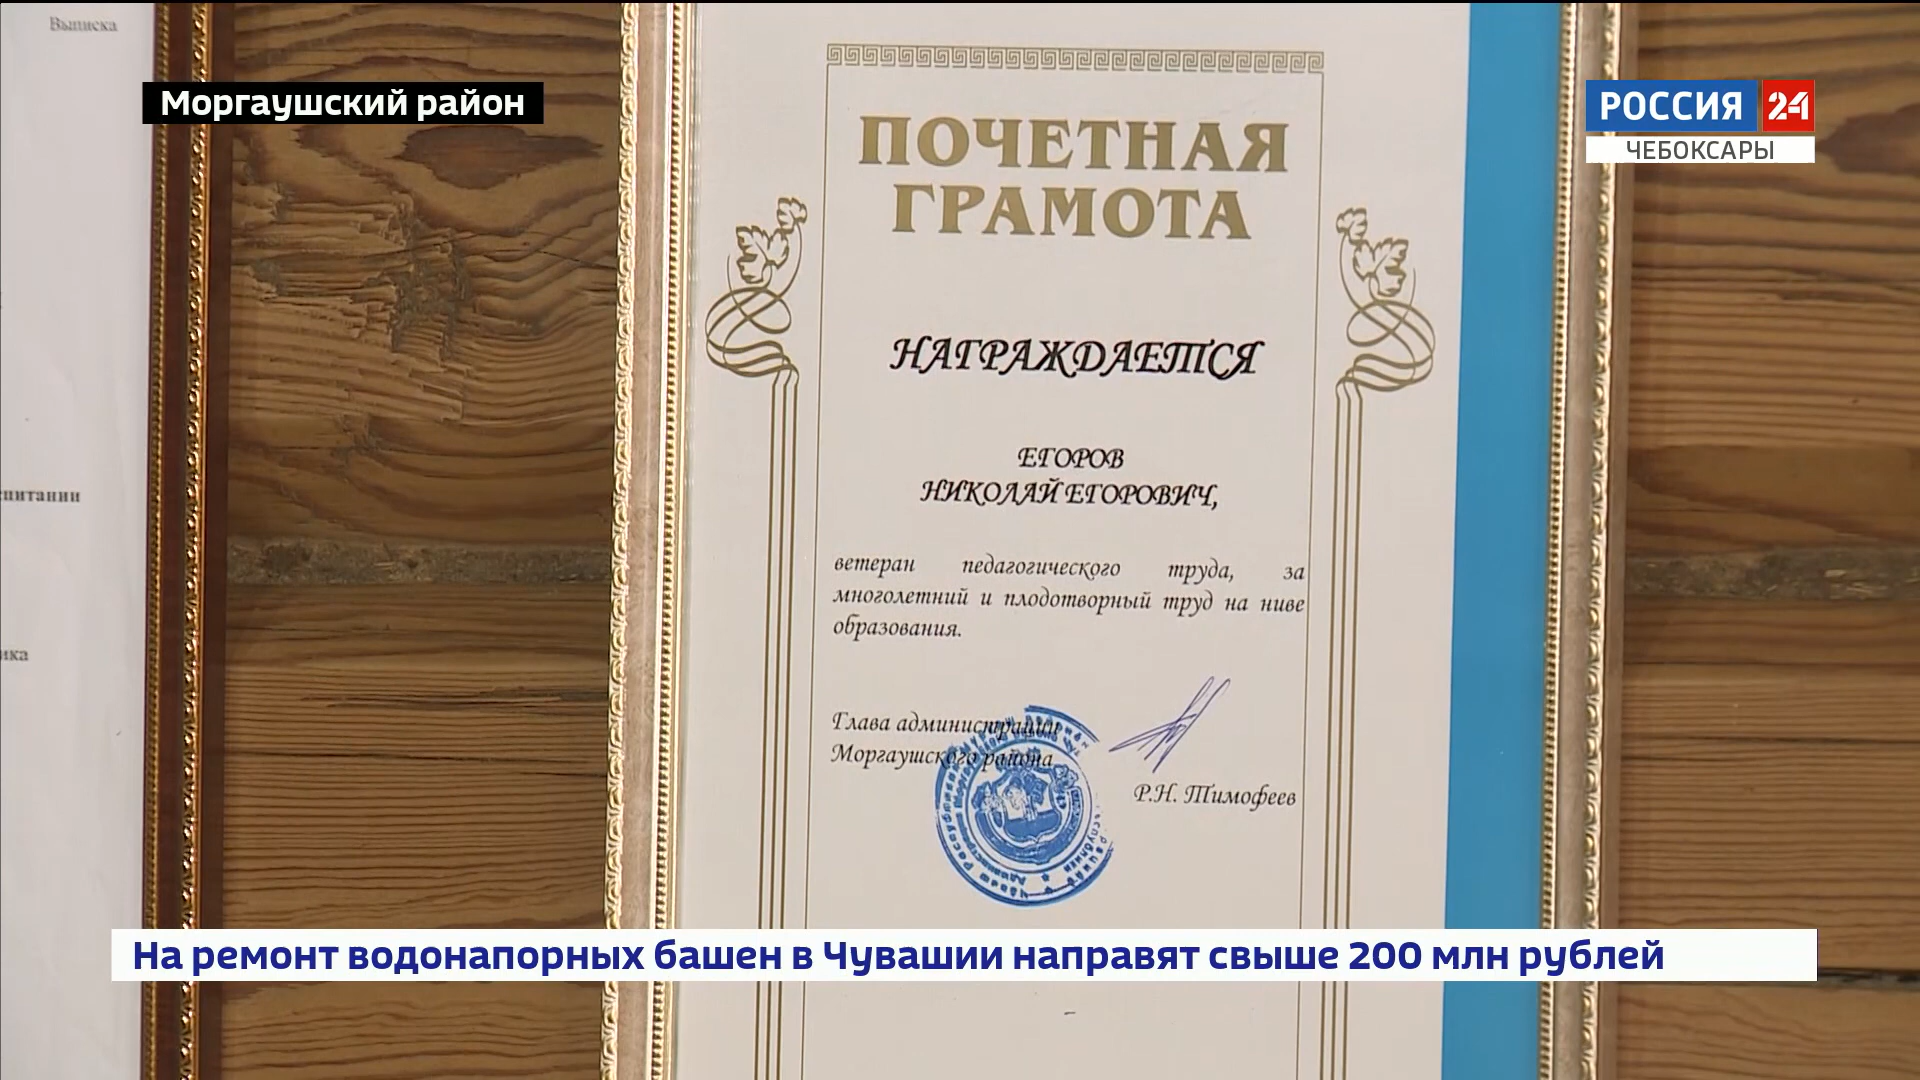 Выписка
Моргаушский район
РОССИЯ 24
ЧЕБОКСАРЫ
ПОЧЕТНАЯ
ГРАМОТА
НАГРАЖДАЕТСЯ
ЕГОРОВ
НИКОЛАЙ ЕГОРОВИЧ,
ветеран педагогического труда, за
многолетний и плодотворный труд на ниве
образования.
Глава администрации
Моргаушского района
Р.Н. Тимофеев
На ремонт водонапорных башен в Чувашии направят свыше 200 млн рублей